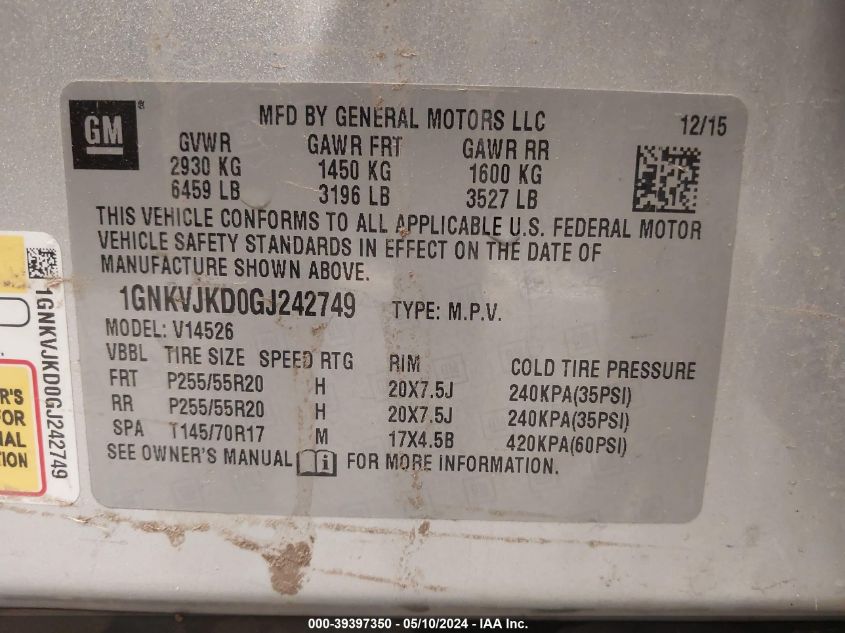 GM
®
MFD BY GENERAL MOTORS LLC
12/15
GVWR GAWR FRT GAWR RR
2930 KG 1450 KG 1600 KG
6459 LB 3196 LB 3527 LB
THIS VEHICLE CONFORMS TO ALL APPLICABLE U.S. FEDERAL MOTOR
VEHICLE SAFETY STANDARDS IN EFFECT ON THE DATE OF
MANUFACTURE SHOWN ABOVE.
1GNKVJKD0GJ242749 TYPE: M.P.V.
MODEL: V14526
VBBL TIRE SIZE SPEED RTG RIM COLD TIRE PRESSURE
FRT P255/55R20 H 20X7.5J 240KPA(35PSI)
RR P255/55R20 H 20X7.5J 240KPA(35PSI)
SPA T145/70R17 M 17X4.5B 420KPA(60PSI)
SEE OWNER'S MANUAL i FOR MORE INFORMATION.
1GNKVJKD0GJ242749
R'S
FOR
NAL
TION
000-39397350 - 05/10/2024 - IAA Inc.